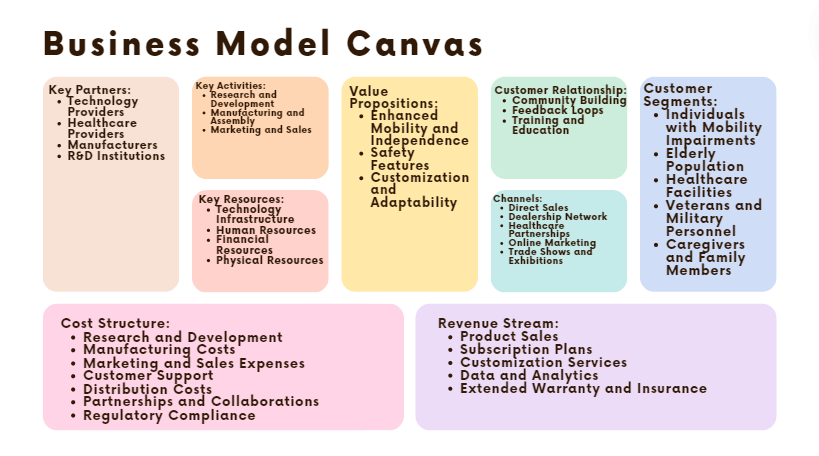 Business Model Canvas
Key Partners:
• Technology
Providers
• Healthcare
Providers
• Manufacturers
• R&D Institutions
Key Activities:
• Research and
Development
• Manufacturing and
Assembly
• Marketing and Sales
Key Resources:
• Technology
Infrastructure
• Human Resources
• Financial
Resources
• Physical Resources
Value
Propositions:
• Enhanced
Mobility and
Independence
• Safety
Features
• Customization
and
Adaptability
Customer Relationship:
• Community Building
• Feedback Loops
• Training and
Education
Channels:
• Direct Sales
• Dealership Network
• Healthcare
Partnerships
• Online Marketing
• Trade Shows and
Exhibitions
Customer
Segments:
• Individuals
with Mobility
Impairments
• Elderly
Population
• Healthcare
Facilities
• Veterans and
Military
Personnel
• Caregivers
and Family
Members
Cost Structure:
• Research and Development
• Manufacturing Costs
• Marketing and Sales Expenses
• Customer Support
• Distribution Costs
• Partnerships and Collaborations
• Regulatory Compliance
Revenue Stream:
• Product Sales
• Subscription Plans
• Customization Services
• Data and Analytics
• Extended Warranty and Insurance